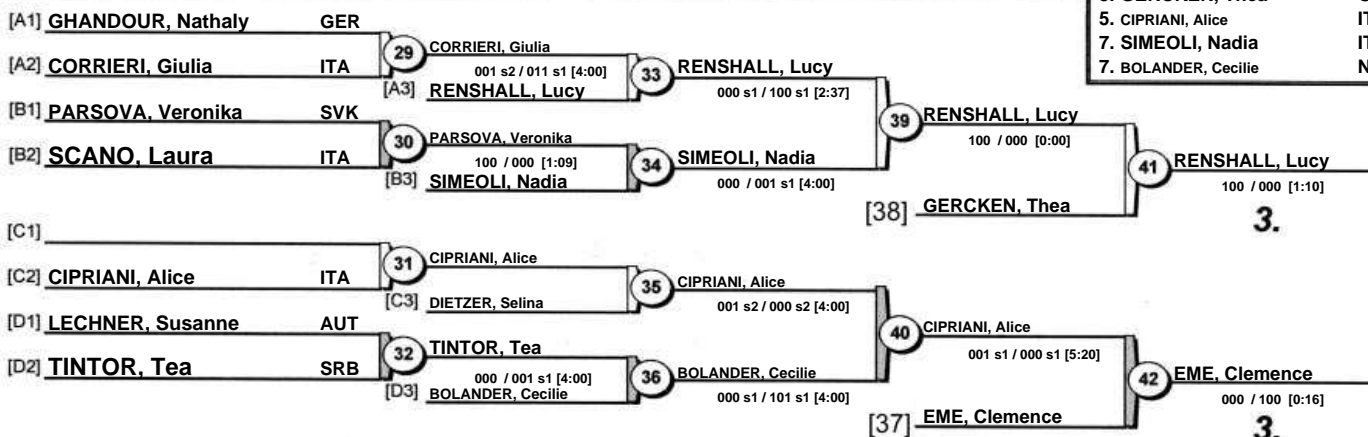 GERCKEN, Thea
5. CIPRIANI, Alice IT
7. SIMEOLI, Nadia IT
7. BOLANDER, Cecilie N
[A1] GHANDOUR, Nathaly GER
29 CORRIERI, Giulia
[A2] CORRIERI, Giulia ITA
001 s2 / 011 s1 [4:00]
33 RENSHALL, Lucy
[A3] RENSHALL, Lucy
000 s1 / 100 s1 [2:37]
[B1] PARSOVA, Veronika SVK
39 RENSHALL, Lucy
30 PARSOVA, Veronika
100 / 000 [0:00]
[B2] SCANO, Laura ITA
100 / 000 [1:09]
34 SIMEOLI, Nadia
41 RENSHALL, Lucy
[B3] SIMEOLI, Nadia
000 / 001 s1 [4:00]
100 / 000 [1:10]
[38] GERCKEN, Thea
3.
[C1]
31 CIPRIANI, Alice
[C2] CIPRIANI, Alice ITA
35 CIPRIANI, Alice
[C3] DIETZER, Selina
001 s2 / 000 s2 [4:00]
[D1] LECHNER, Susanne AUT
40 CIPRIANI, Alice
32 TINTOR, Tea
001 s1 / 000 s1 [5:20]
[D2] TINTOR, Tea SRB
000 / 001 s1 [4:00]
36 BOLANDER, Cecilie
42 EME, Clemence
[D3] BOLANDER, Cecilie
000 s1 / 101 s1 [4:00]
000 / 100 [0:16]
[37] EME, Clemence
3.